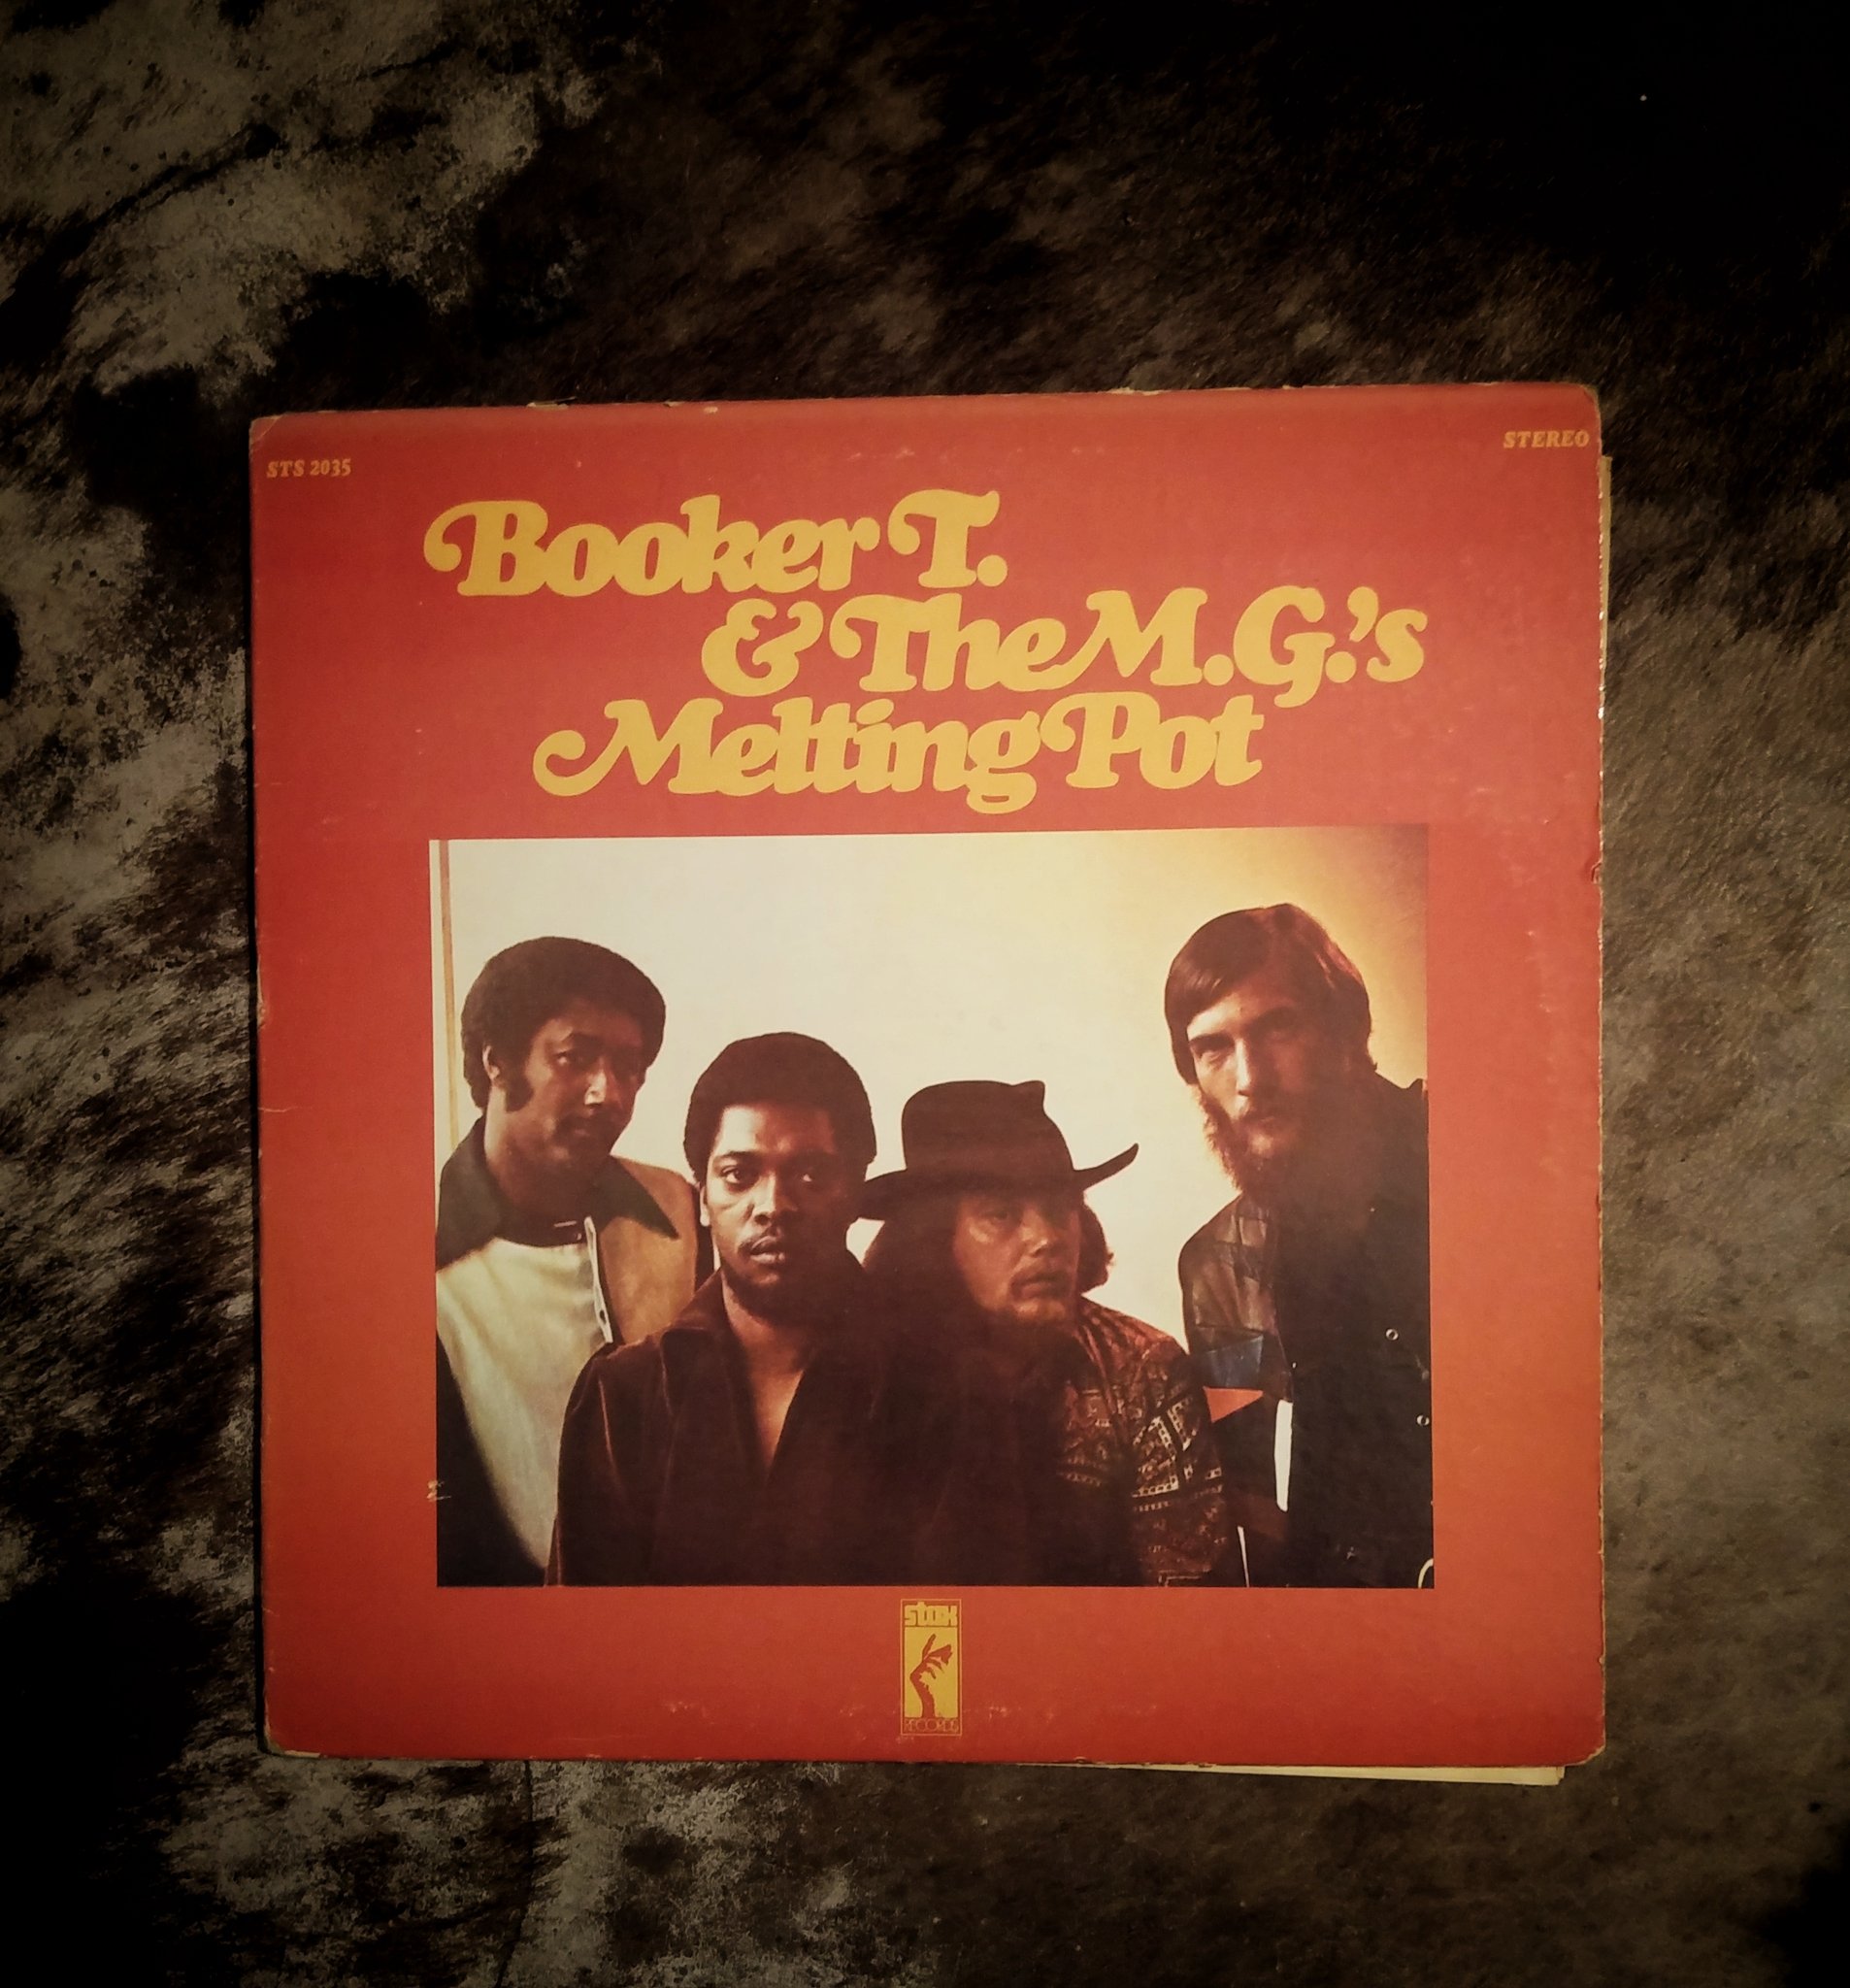 STS 2035
STEREO
Booker T.
& The M.G.'s
Melting Pot
stax
RECORDS